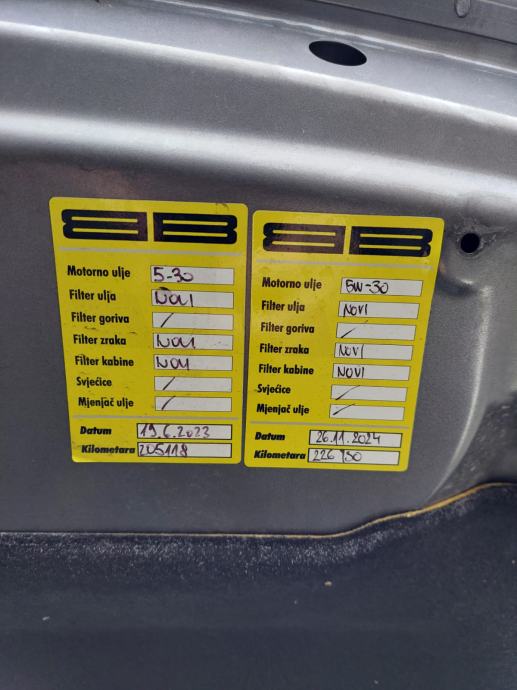 BB
Motorno ulje 5-30
Filter ulja NOVI
Filter goriva /
Filter zraka NOVI
Filter kabine NOVI
Svjećice /
Mjenjač ulje /
Datum 19.6.2023
Kilometara 205118
BB
Motorno ulje 5W-30
Filter ulja NOVI
Filter goriva /
Filter zraka NOVI
Filter kabine NOVI
Svjećice /
Mjenjač ulje /
Datum 26.11.2024
Kilometara 226